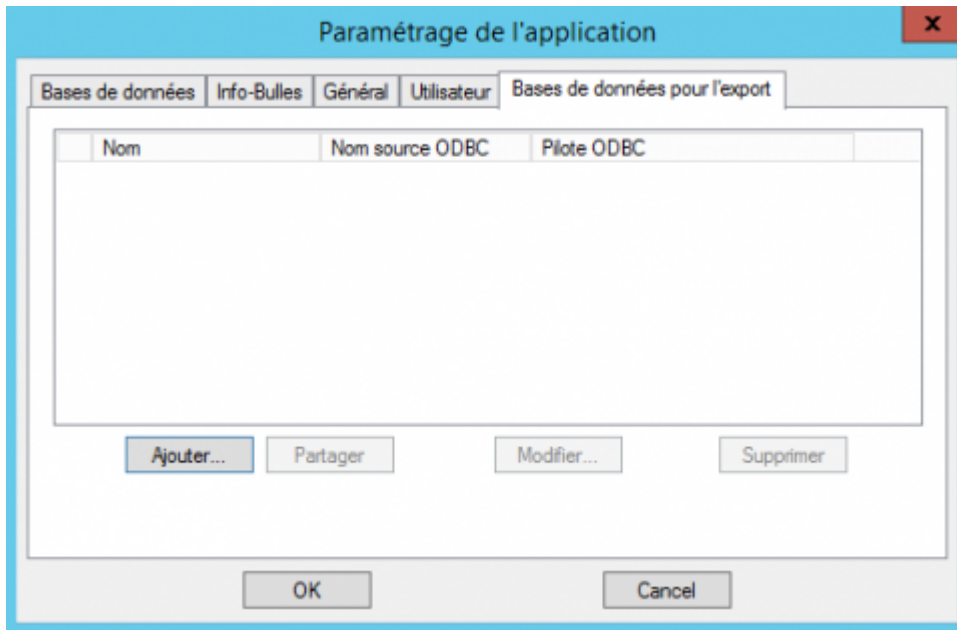 Paramétrage de l'application
x
Bases de données Info-Bulles Général Utilisateur Bases de données pour l'export
Nom Nom source ODBC Pilote ODBC
Ajouter... Partager Modifier... Supprimer
OK Cancel